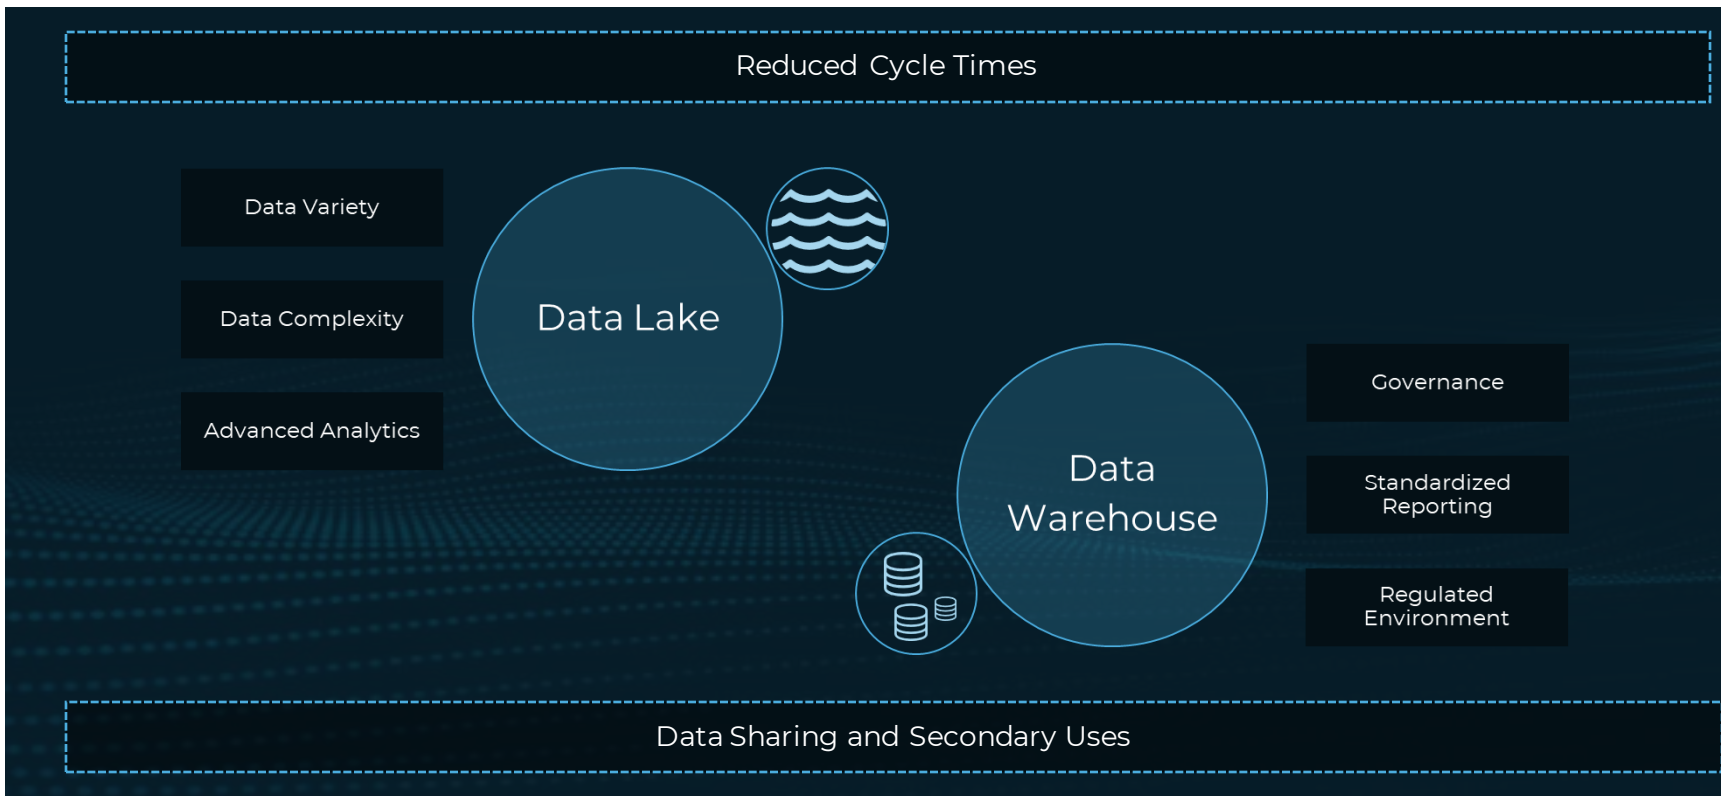 Reduced Cycle Times
Data Variety
Data Complexity
Advanced Analytics
Data Lake
Data
Warehouse
Governance
Standardized
Reporting
Regulated
Environment
Data Sharing and Secondary Uses